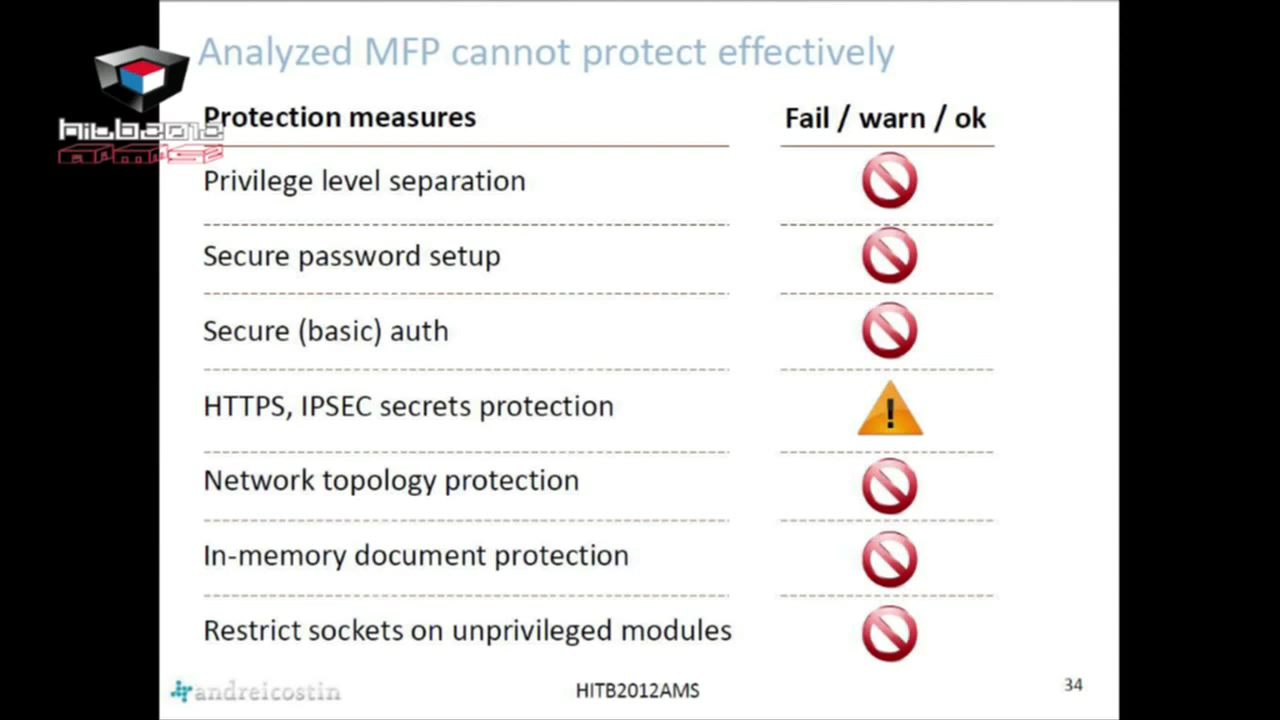 Analyzed MFP cannot protect effectively
hitb2012
amsz
Protection measures Fail / warn / ok
Privilege level separation
Secure password setup
Secure (basic) auth
HTTPS, IPSEC secrets protection
!
Network topology protection
In-memory document protection
Restrict sockets on unprivileged modules
andreicostin HITB2012AMS 34